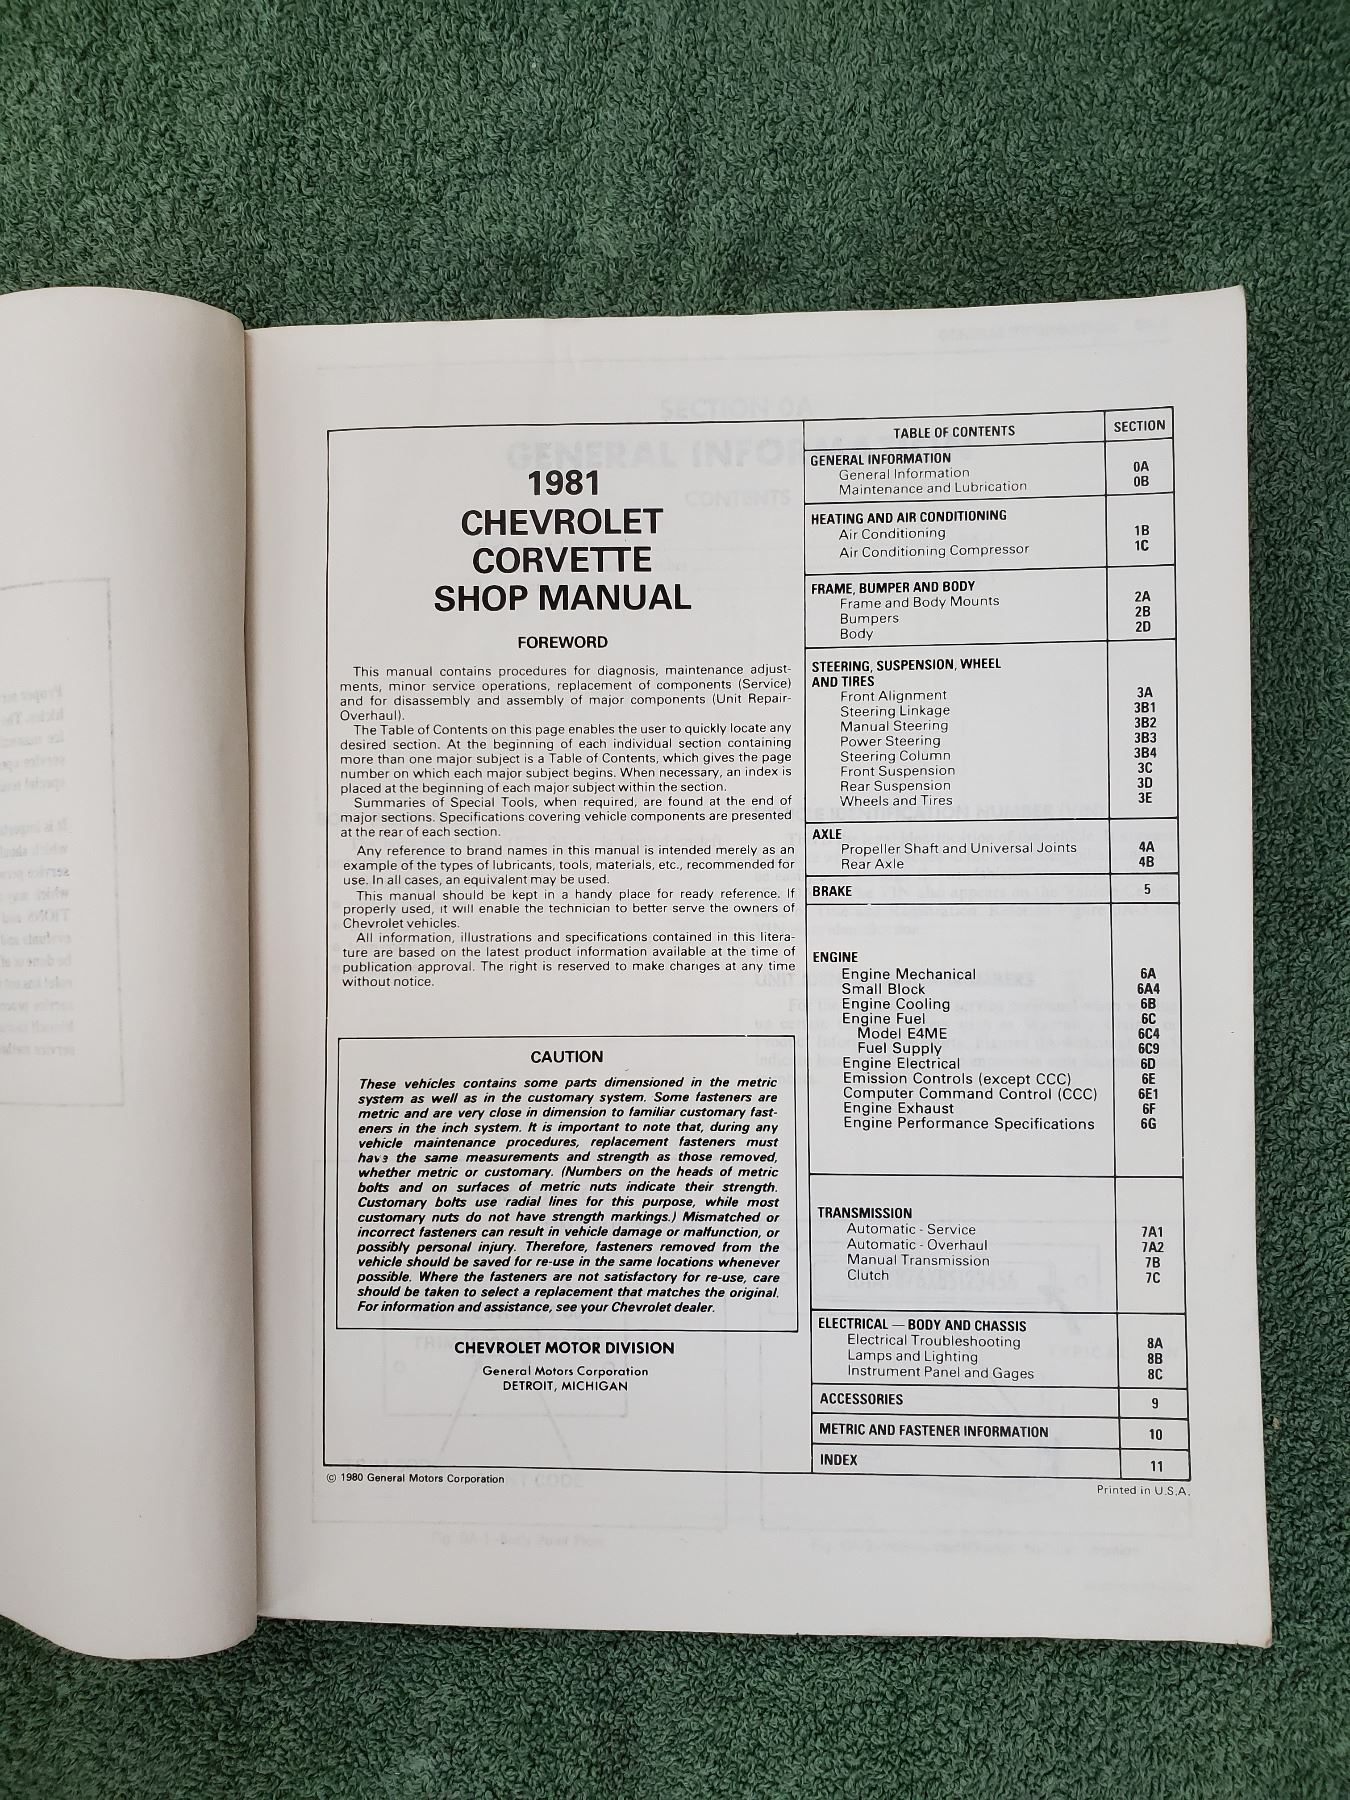 1981
CHEVROLET
CORVETTE
SHOP MANUAL
FOREWORD
This manual contains procedures for diagnosis, maintenance adjust-
ments, minor service operations, replacement of components (Service)
and for disassembly and assembly of major components (Unit Repair-
Overhaul).
The Table of Contents on this page enables the user to quickly locate any
desired section. At the beginning of each individual section containing
more than one major subject is a Table of Contents, which gives the page
number on which each major subject begins. When necessary, an index is
placed at the beginning of each major subject within the section.
Summaries of Special Tools, when required, are found at the end of
major sections. Specifications covering vehicle components are presented
at the rear of each section.
Any reference to brand names in this manual is intended merely as an
example of the types of lubricants, tools, materials, etc., recommended for
use. In all cases, an equivalent may be used.
This manual should be kept in a handy place for ready reference. If
properly used, it will enable the technician to better serve the owners of
Chevrolet vehicles.
All information, illustrations and specifications contained in this litera-
ture are based on the latest product information available at the time of
publication approval. The right is reserved to make changes at any time
without notice.
CAUTION
These vehicles contains some parts dimensioned in the metric
system as well as in the customary system. Some fasteners are
metric and are very close in dimension to familiar customary fast-
eners in the inch system. It is important to note that, during any
vehicle maintenance procedures, replacement fasteners must
have the same measurements and strength as those removed,
whether metric or customary. (Numbers on the heads of metric
bolts and on surfaces of metric nuts indicate their strength.
Customary bolts use radial lines for this purpose, while most
customary nuts do not have strength markings.) Mismatched or
incorrect fasteners can result in vehicle damage or malfunction, or
possibly personal injury. Therefore, fasteners removed from the
vehicle should be saved for re-use in the same locations whenever
possible. Where the fasteners are not satisfactory for re-use, care
should be taken to select a replacement that matches the original.
For information and assistance, see your Chevrolet dealer.
CHEVROLET MOTOR DIVISION
General Motors Corporation
DETROIT, MICHIGAN
© 1980 General Motors Corporation
TABLE OF CONTENTS SECTION
GENERAL INFORMATION
General Information 0A
Maintenance and Lubrication 0B
HEATING AND AIR CONDITIONING
Air Conditioning 1B
Air Conditioning Compressor 1C
FRAME, BUMPER AND BODY
Frame and Body Mounts 2A
Bumpers 2B
Body 2D
STEERING, SUSPENSION, WHEEL
AND TIRES
Front Alignment 3A
Steering Linkage 3B1
Manual Steering 3B2
Power Steering 3B3
Steering Column 3B4
Front Suspension 3C
Rear Suspension 3D
Wheels and Tires 3E
AXLE
Propeller Shaft and Universal Joints 4A
Rear Axle 4B
BRAKE 5
ENGINE
Engine Mechanical 6A
Small Block 6A4
Engine Cooling 6B
Engine Fuel 6C
Model E4ME 6C4
Fuel Supply 6C9
Engine Electrical 6D
Emission Controls (except CCC) 6E
Computer Command Control (CCC) 6E1
Engine Exhaust 6F
Engine Performance Specifications 6G
TRANSMISSION
Automatic - Service 7A1
Automatic - Overhaul 7A2
Manual Transmission 7B
Clutch 7C
ELECTRICAL — BODY AND CHASSIS
Electrical Troubleshooting 8A
Lamps and Lighting 8B
Instrument Panel and Gages 8C
ACCESSORIES 9
METRIC AND FASTENER INFORMATION 10
INDEX 11
Printed in U.S.A.